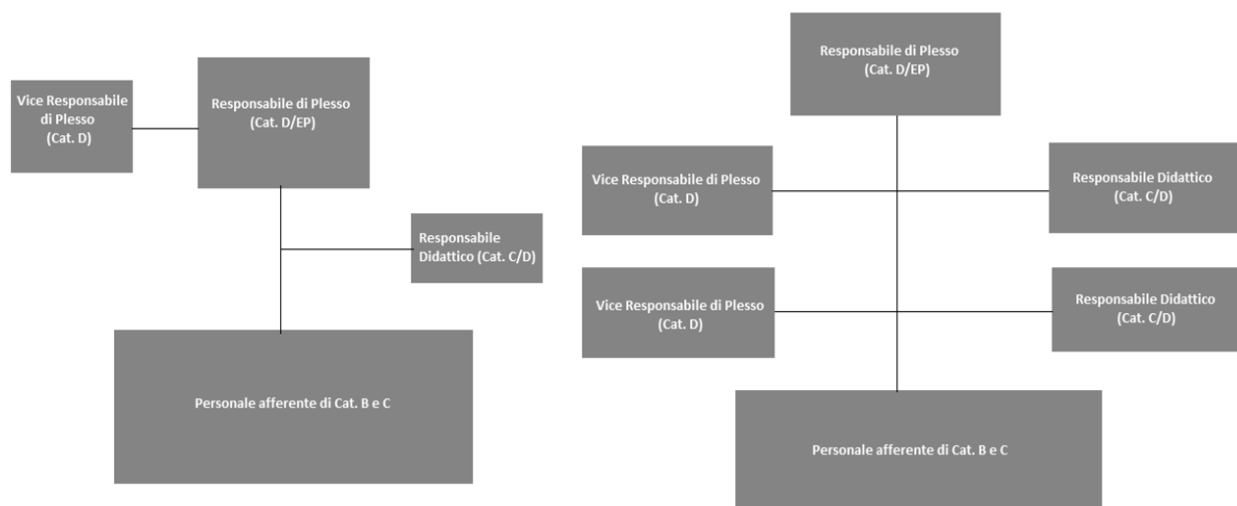 Vice Responsabile
di Plesso
(Cat. D)
Responsabile di Plesso
(Cat. D/EP)
Responsabile
Didattico (Cat. C/D)
Personale afferente di Cat. B e C
Responsabile di Plesso
(Cat. D/EP)
Vice Responsabile di Plesso
(Cat. D)
Responsabile Didattico
(Cat. C/D)
Vice Responsabile di Plesso
(Cat. D)
Responsabile Didattico
(Cat. C/D)
Personale afferente di Cat. B e C